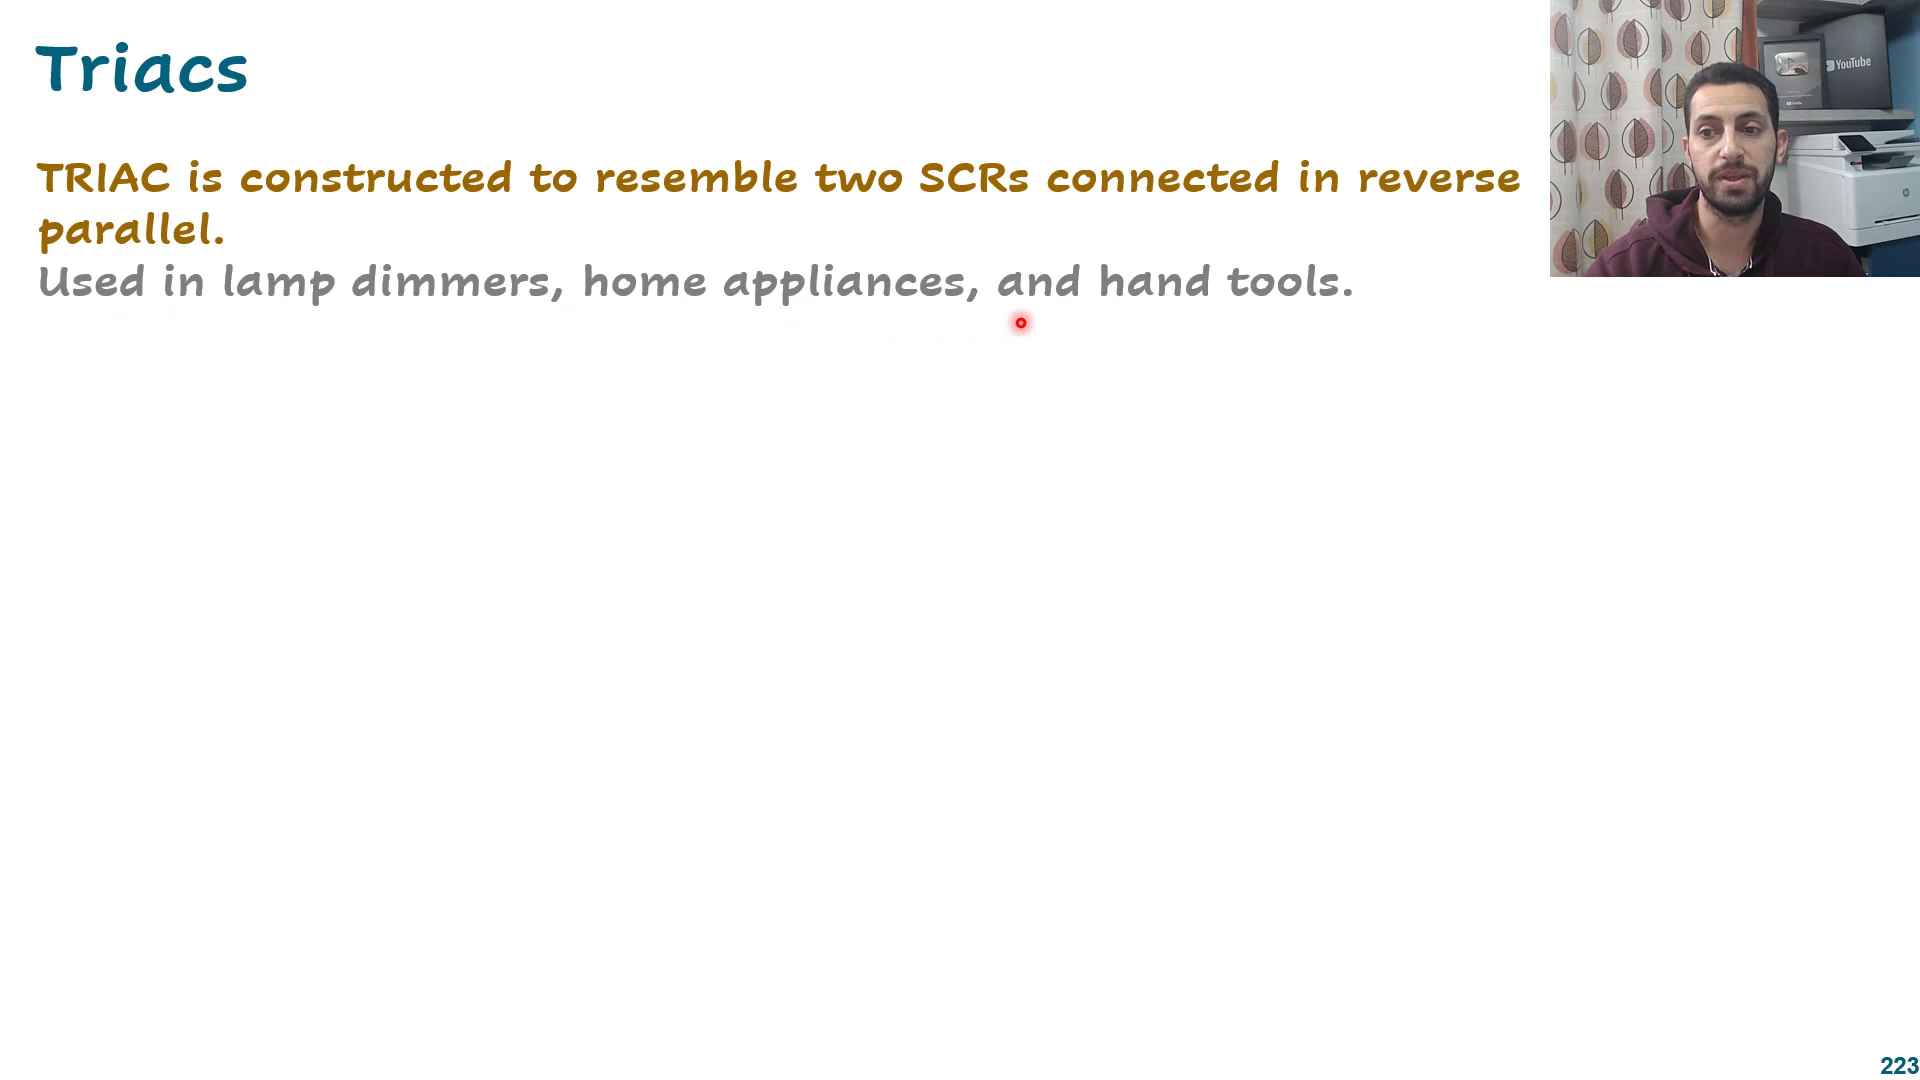 Triacs
YouTube
TRIAC is constructed to resemble two SCRs connected in reverse
parallel.
Used in lamp dimmers, home appliances, and hand tools.
223